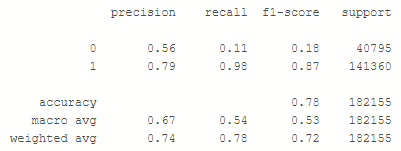 precision recall f1-score support
0 0.56 0.11 0.18 40795
1 0.79 0.98 0.87 141360
accuracy 0.78 182155
macro avg 0.67 0.54 0.53 182155
weighted avg 0.74 0.78 0.72 182155